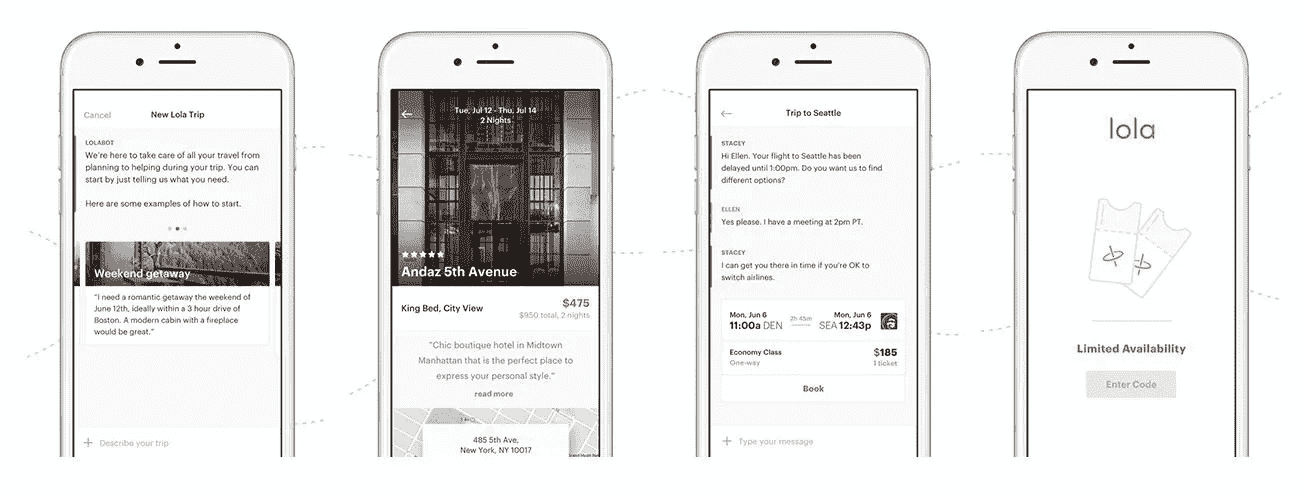 Cancel
New Lola Trip
LOLABOT
We're here to take care of all your travel from
planning to helping during your trip. You can
start by just telling us what you need.
Here are some examples of how to start.
Weekend getaway
"I need a romantic getaway the weekend of
June 12th, ideally within a 3 hour drive of
Boston. A modern cabin with a fireplace
would be great."
+ Describe your trip
Tue, Jul 12 - Thu, Jul 14
2 Nights
Andaz 5th Avenue
King Bed, City View
$475
$950 total, 2 nights
"Chic boutique hotel in Midtown
Manhattan that is the perfect place to
express your personal style."
read more
485 5th Ave,
New York, NY 10017
Trip to Seattle
STACEY
Hi Ellen. Your flight to Seattle has been
delayed until 1:00pm. Do you want us to find
different options?
ELLEN
Yes please. I have a meeting at 2pm PT.
STACEY
I can get you there in time if you're OK to
switch airlines.
Mon, Jun 6
11:00a DEN
2h 45m
Mon, Jun 6
SEA 12:43p
Economy Class
One-way
$185
1 ticket
Book
+ Type your message
lola
Limited Availability
Enter Code